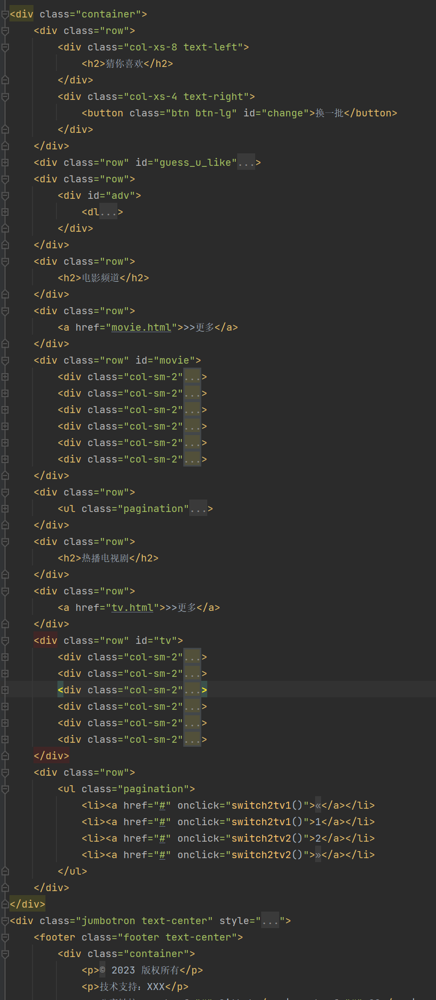 <div class="container">
<div class="row">
<div class="col-xs-8 text-left">
<h2>猜你喜欢</h2>
</div>
<div class="col-xs-4 text-right">
<button class="btn btn-lg" id="change">换一批</button>
</div>
</div>
<div class="row" id="guess_u_like"...>
<div class="row">
<div id="adv">
<dl...>
</div>
</div>
<div class="row">
<h2>电影频道</h2>
</div>
<div class="row">
<a href="movie.html">>>更多</a>
</div>
<div class="row" id="movie">
<div class="col-sm-2"...>
<div class="col-sm-2"...>
<div class="col-sm-2"...>
<div class="col-sm-2"...>
<div class="col-sm-2"...>
<div class="col-sm-2"...>
</div>
<div class="row">
<ul class="pagination"...>
</div>
<div class="row">
<h2>热播电视剧</h2>
</div>
<div class="row">
<a href="tv.html">>>更多</a>
</div>
<div class="row" id="tv">
<div class="col-sm-2"...>
<div class="col-sm-2"...>
<div class="col-sm-2"...>
<div class="col-sm-2"...>
<div class="col-sm-2"...>
<div class="col-sm-2"...>
</div>
<div class="row">
<ul class="pagination">
<li><a href="#" onclick="switch2tv1()">«</a></li>
<li><a href="#" onclick="switch2tv1()">1</a></li>
<li><a href="#" onclick="switch2tv2()">2</a></li>
<li><a href="#" onclick="switch2tv2()">»</a></li>
</ul>
</div>
</div>
<div class="jumbotron text-center" style="...">
<footer class="footer text-center">
<div class="container">
<p>© 2023 版权所有</p>
<p>技术支持：XXX</p>